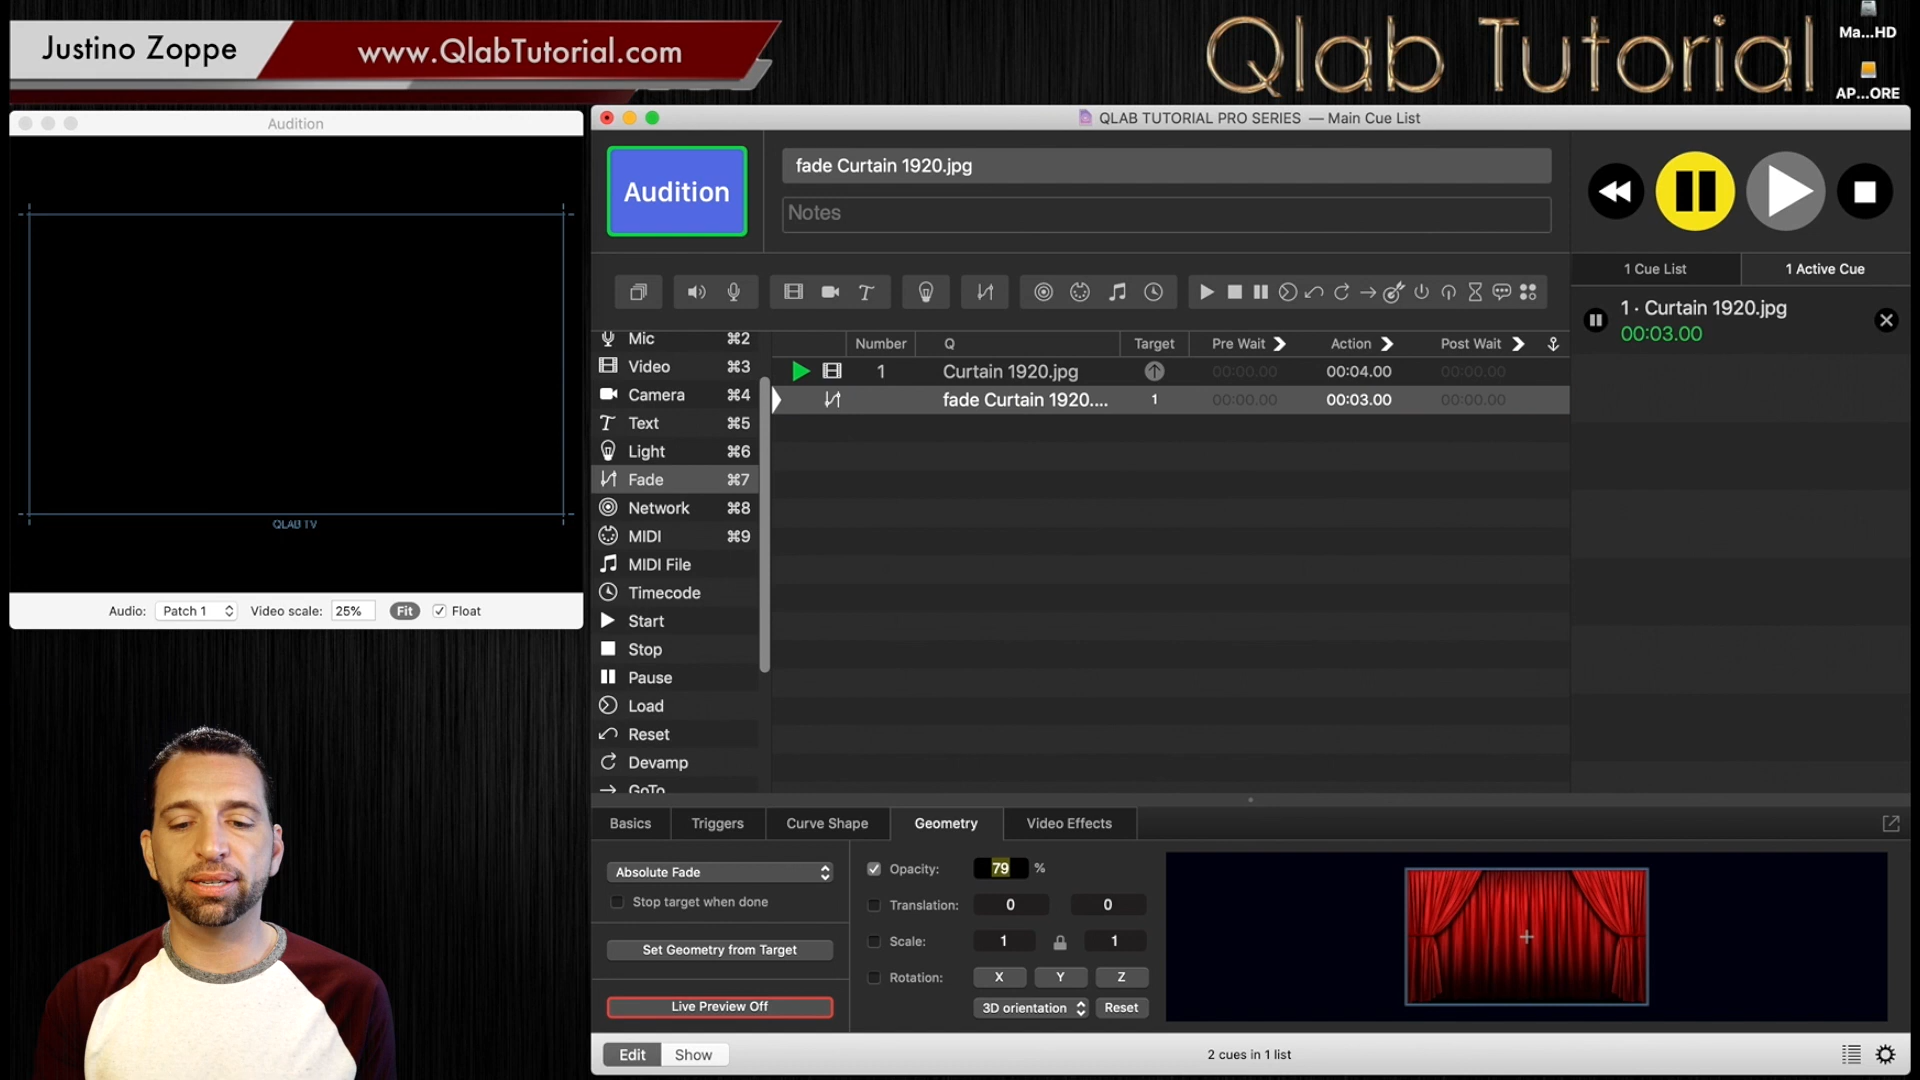 Justino Zoppe
www.QlabTutorial.com
Qlab Tutorial
Ma...HD
AP...ORE
Audition
QLAB TUTORIAL PRO SERIES — Main Cue List
Audition
fade Curtain 1920.jpg
Notes
1 Cue List
1 Active Cue
1 · Curtain 1920.jpg
00:03.00
Mic ⌘2
Video ⌘3
Camera ⌘4
Text ⌘5
Light ⌘6
Fade ⌘7
Network ⌘8
MIDI ⌘9
MIDI File
Timecode
Start
Stop
Pause
Load
Reset
Devamp
GoTo
Number Q Target Pre Wait Action Post Wait
1 Curtain 1920.jpg 00:00.00 00:04.00 00:00.00
fade Curtain 1920.... 1 00:00.00 00:03.00 00:00.00
QLAB TV
Audio: Patch 1 Video scale: 25% Fit Float
Basics Triggers Curve Shape Geometry Video Effects
Absolute Fade
Stop target when done
Set Geometry from Target
Live Preview Off
Opacity: 79 %
Translation: 0 0
Scale: 1 1
Rotation: X Y Z
3D orientation Reset
Edit Show
2 cues in 1 list